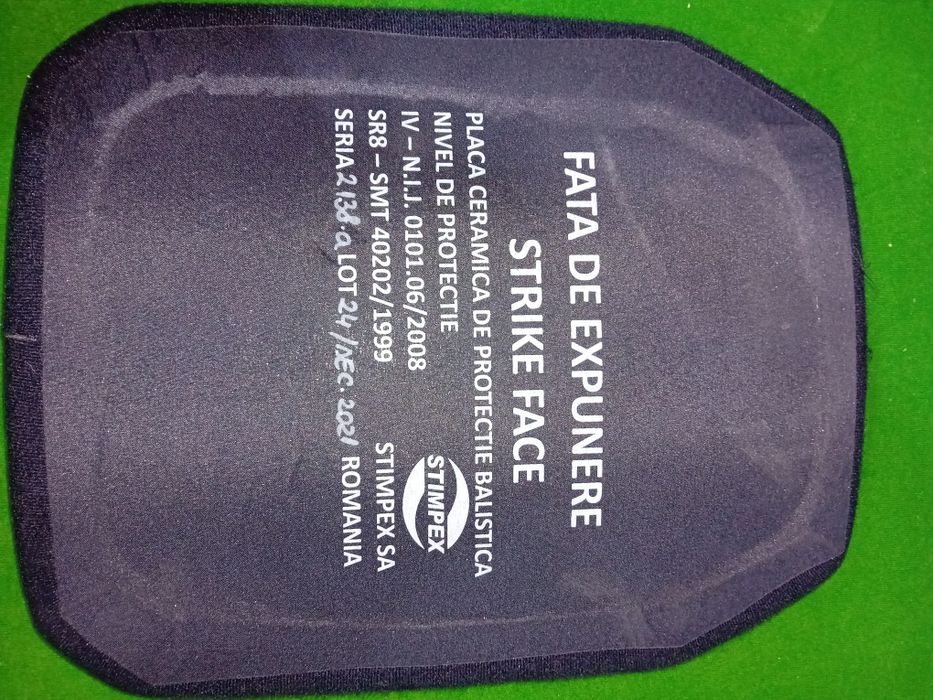 FATA DE EXPUNERE
STRIKE FACE
PLACA CERAMICA DE PROTECTIE BALISTICA
NIVEL DE PROTECTIE
IV – N.I.J. 0101.06/2008
STIMPEX
SR8 – SMT 40202/1999 STIMPEX SA
SERIA 2138.a LOT 24/DEC. 2021 ROMANIA